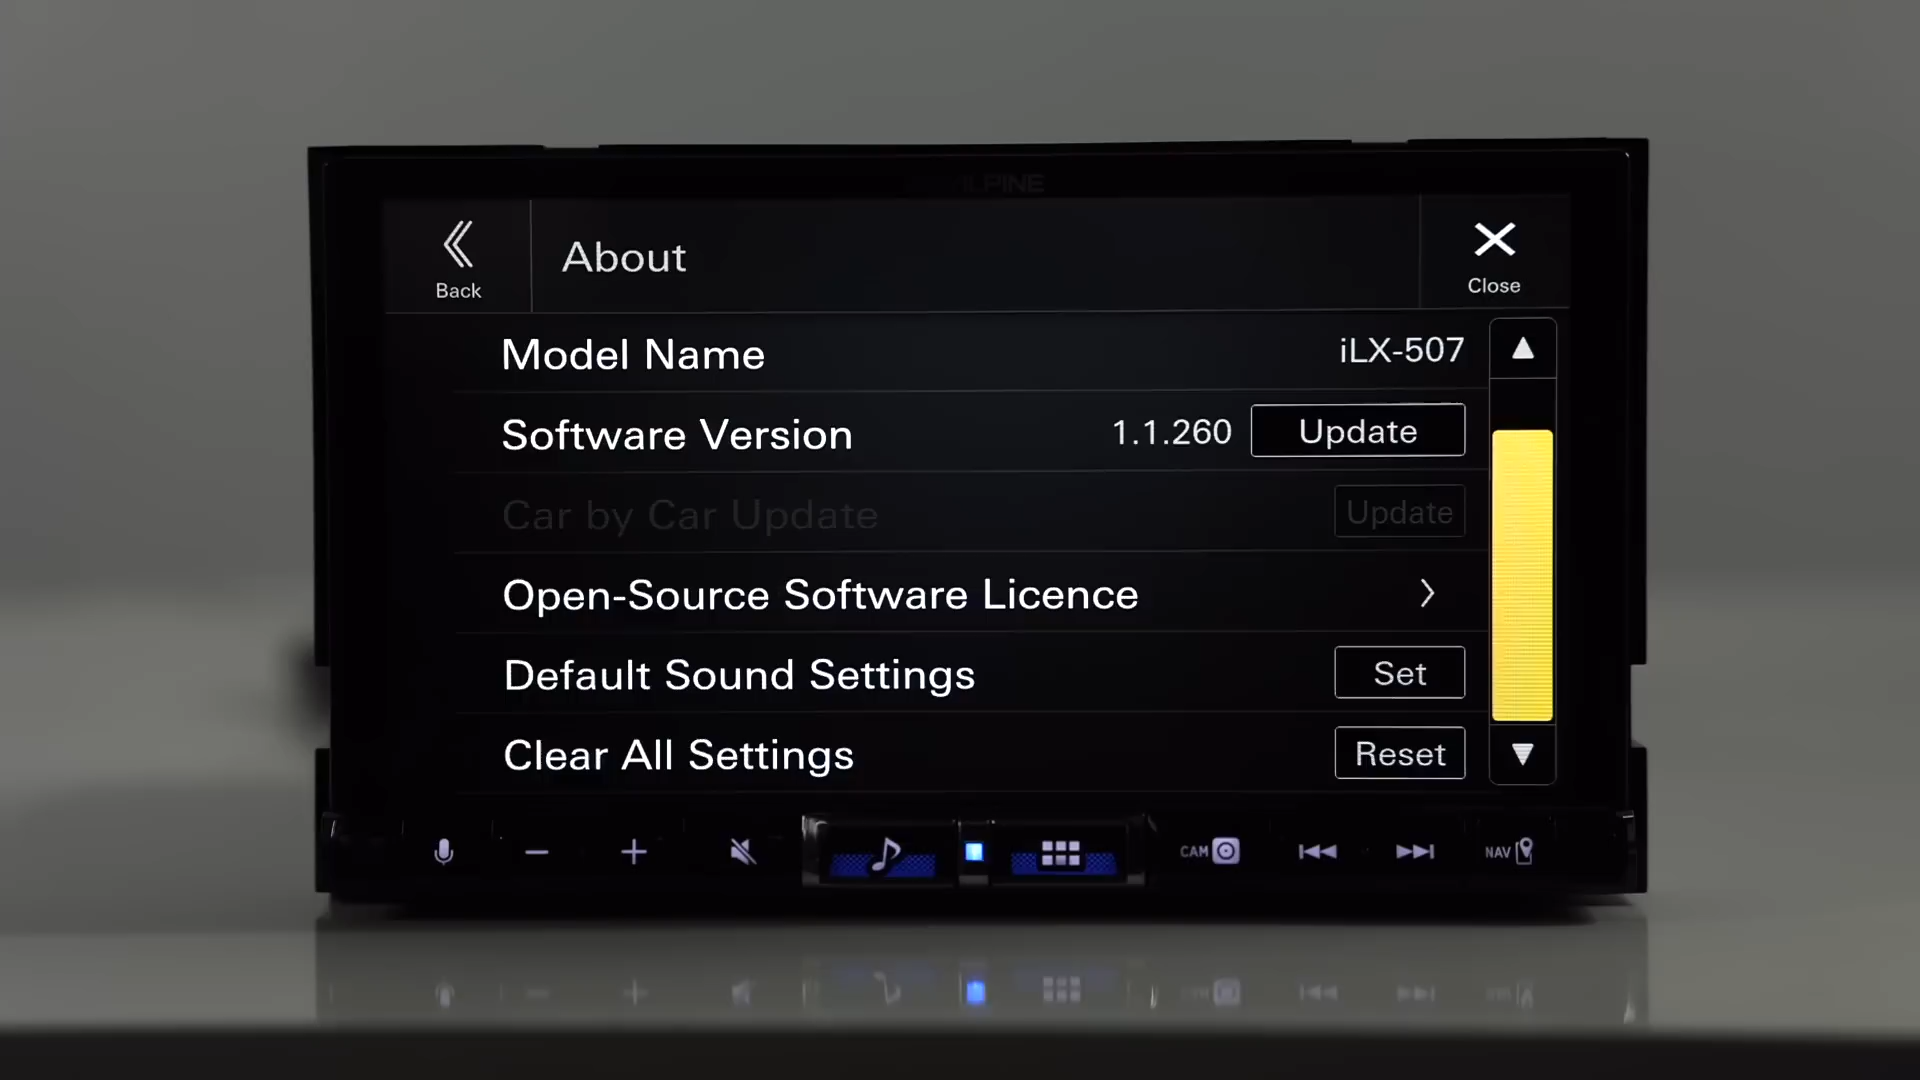 ALPINE
Back
About
Close
Model Name iLX-507
Software Version 1.1.260 Update
Car by Car Update Update
Open-Source Software Licence
Default Sound Settings Set
Clear All Settings Reset
CAM NAV